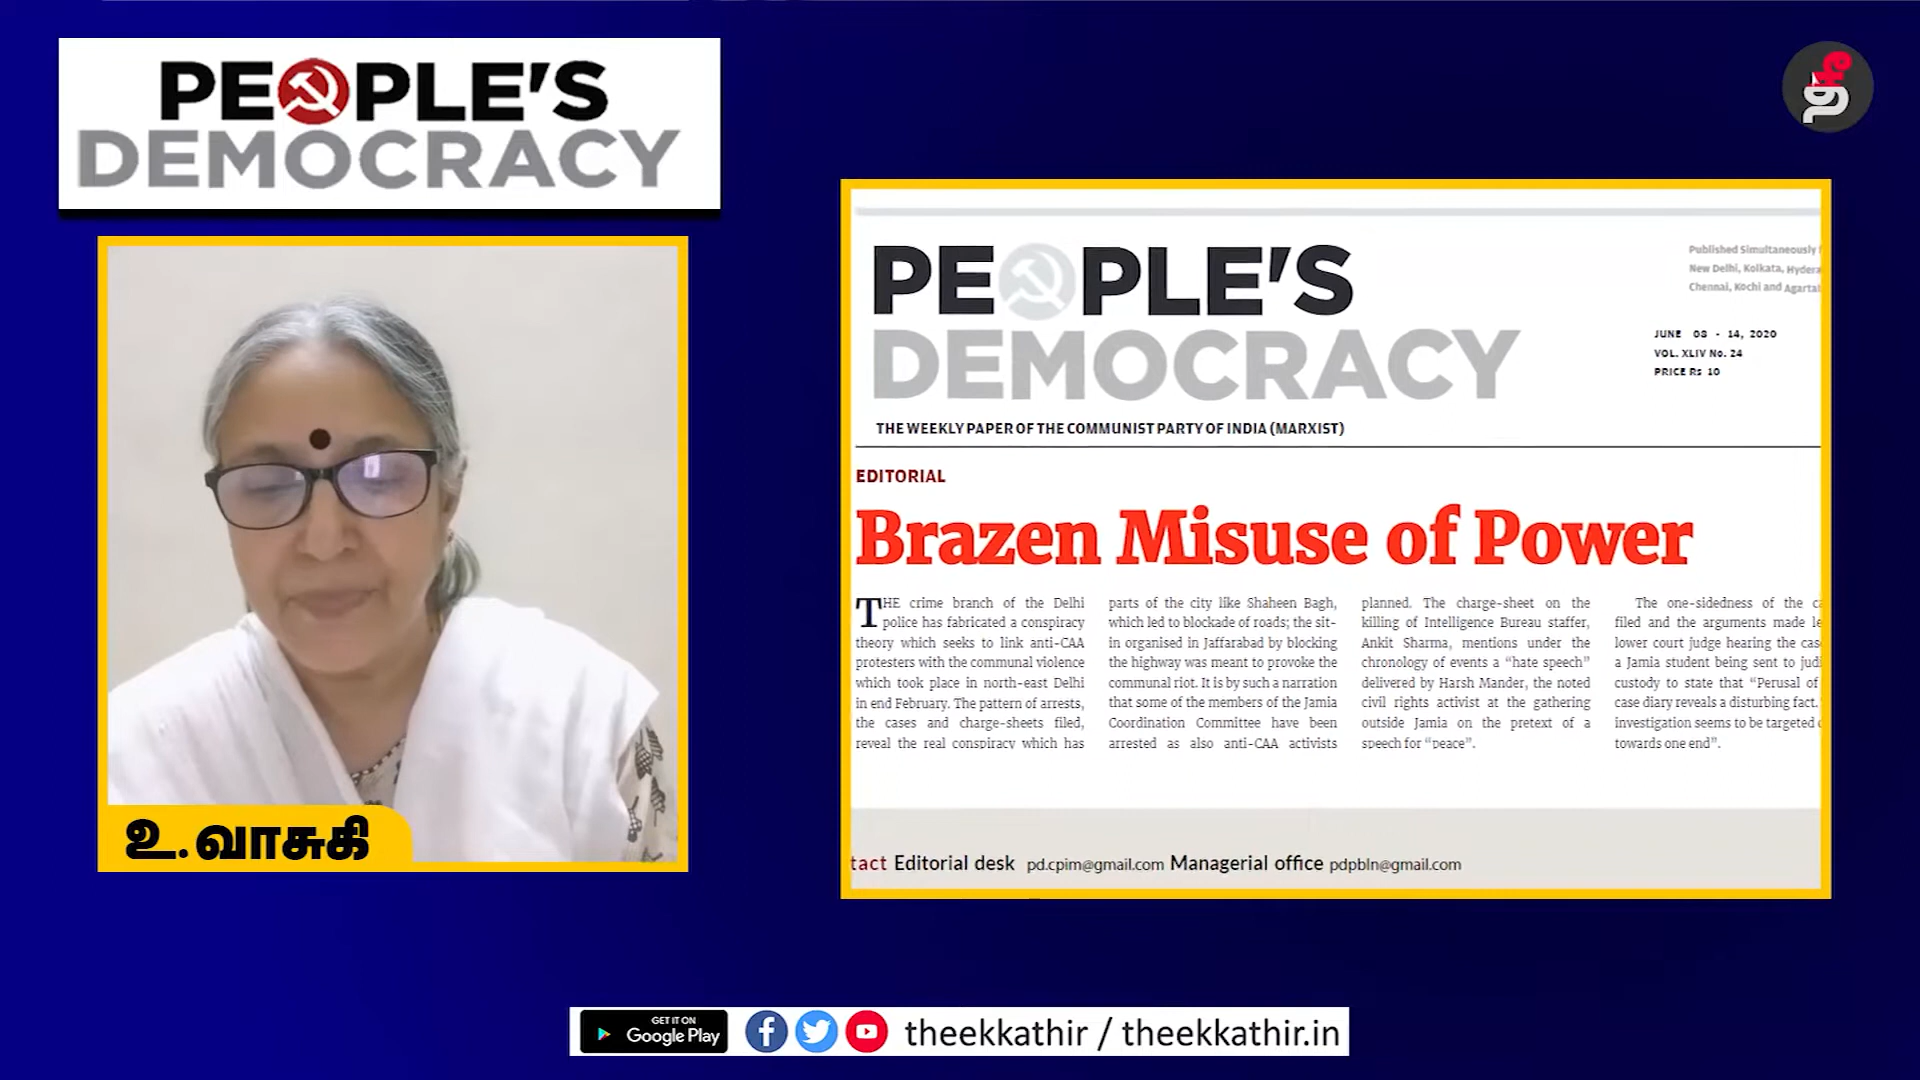 PEOPLE'S
DEMOCRACY
உ. வாசுகி
PEOPLE'S
DEMOCRACY
Published Simultaneously
New Delhi, Kolkata,
Chennai, Kochi and
JUNE 08 - 14, 2020
VOL. XLIV No. 24
PRICE Rs 10
THE WEEKLY PAPER OF THE COMMUNIST PARTY OF INDIA (MARXIST)
EDITORIAL
Brazen Misuse of Power
THE crime branch of the Delhi
police has fabricated a conspiracy
theory which seeks to link anti-CAA
protesters with the communal violence
which took place in north-east Delhi
in end February. The pattern of arrests,
the cases and charge-sheets filed,
reveal the real conspiracy which has
parts of the city like Shaheen Bagh,
which led to blockade of roads; the sit-
in organised in Jaffarabad by blocking
the highway was meant to provoke the
communal riot. It is by such a narration
that some of the members of the Jamia
Coordination Committee have been
arrested as also anti-CAA activists
planned. The charge-sheet on the
killing of Intelligence Bureau staffer,
Ankit Sharma, mentions under the
chronology of events a “hate speech”
delivered by Harsh Mander, the noted
civil rights activist at the gathering
outside Jamia on the pretext of a
speech for “peace”.
The one-sidedness of the
filed and the arguments made
lower court judge hearing the
a Jamia student being sent to
custody to state that “Perusal of
case diary reveals a disturbing fact.
investigation seems to be targeted
towards one end”.
tact Editorial desk pd.cpim@gmail.com Managerial office pdpbln@gmail.com
GET IT ON
Google Play
theekkathir / theekkathir.in